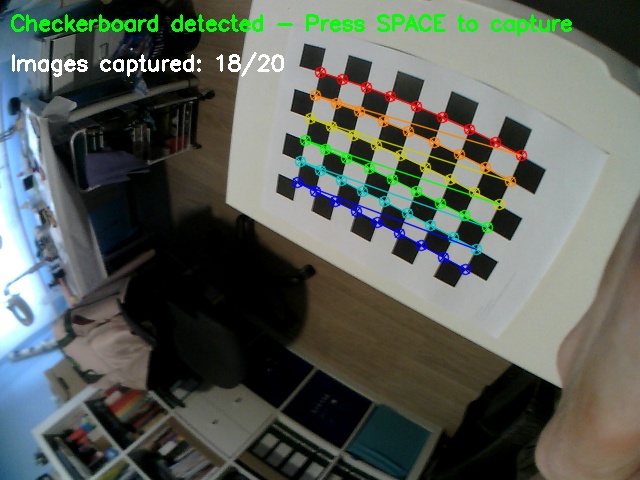 Checkerboard detected - Press SPACE to capture
Images captured: 18/20